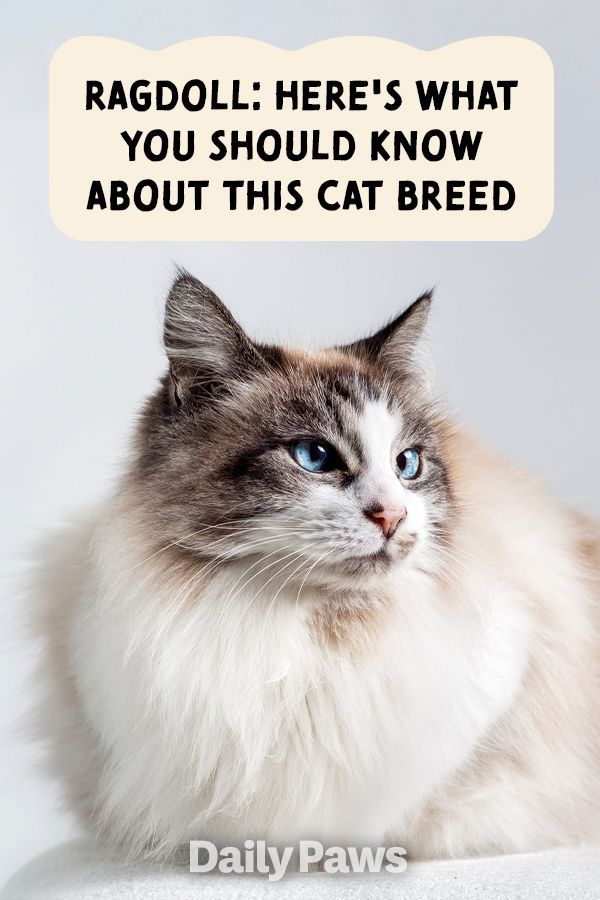 RAGDOLL: HERE'S WHAT
YOU SHOULD KNOW
ABOUT THIS CAT BREED
Daily Paws